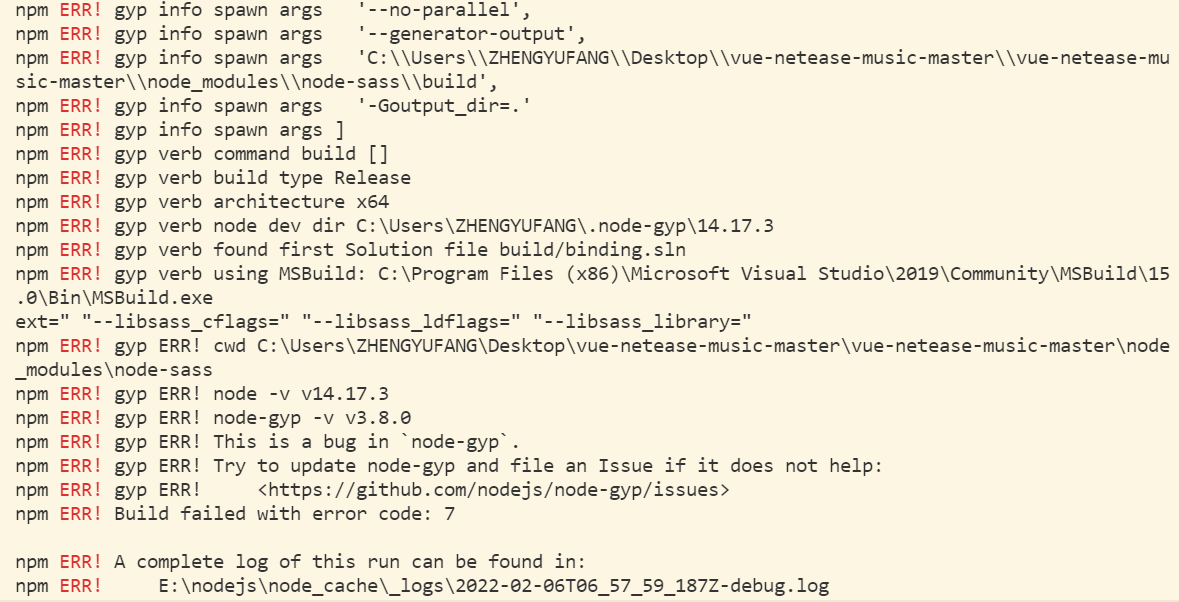 npm ERR! gyp info spawn args   '--no-parallel',
npm ERR! gyp info spawn args   '--generator-output',
npm ERR! gyp info spawn args   'C:\\Users\\ZHENGYUFANG\\Desktop\\vue-netease-music-master\\vue-netease-mu
sic-master\\node_modules\\node-sass\\build',
npm ERR! gyp info spawn args   '-Goutput_dir=.'
npm ERR! gyp info spawn args ]
npm ERR! gyp verb command build []
npm ERR! gyp verb build type Release
npm ERR! gyp verb architecture x64
npm ERR! gyp verb node dev dir C:\Users\ZHENGYUFANG\.node-gyp\14.17.3
npm ERR! gyp verb found first Solution file build/binding.sln
npm ERR! gyp verb using MSBuild: C:\Program Files (x86)\Microsoft Visual Studio\2019\Community\MSBuild\15
.0\Bin\MSBuild.exe
ext=" "--libsass_cflags=" "--libsass_ldflags=" "--libsass_library="
npm ERR! gyp ERR! cwd C:\Users\ZHENGYUFANG\Desktop\vue-netease-music-master\vue-netease-music-master\node
_modules\node-sass
npm ERR! gyp ERR! node -v v14.17.3
npm ERR! gyp ERR! node-gyp -v v3.8.0
npm ERR! gyp ERR! This is a bug in `node-gyp`.
npm ERR! gyp ERR! Try to update node-gyp and file an Issue if it does not help:
npm ERR! gyp ERR!     <https://github.com/nodejs/node-gyp/issues>
npm ERR! Build failed with error code: 7
npm ERR! A complete log of this run can be found in:
npm ERR!     E:\nodejs\node_cache\_logs\2022-02-06T06_57_59_187Z-debug.log